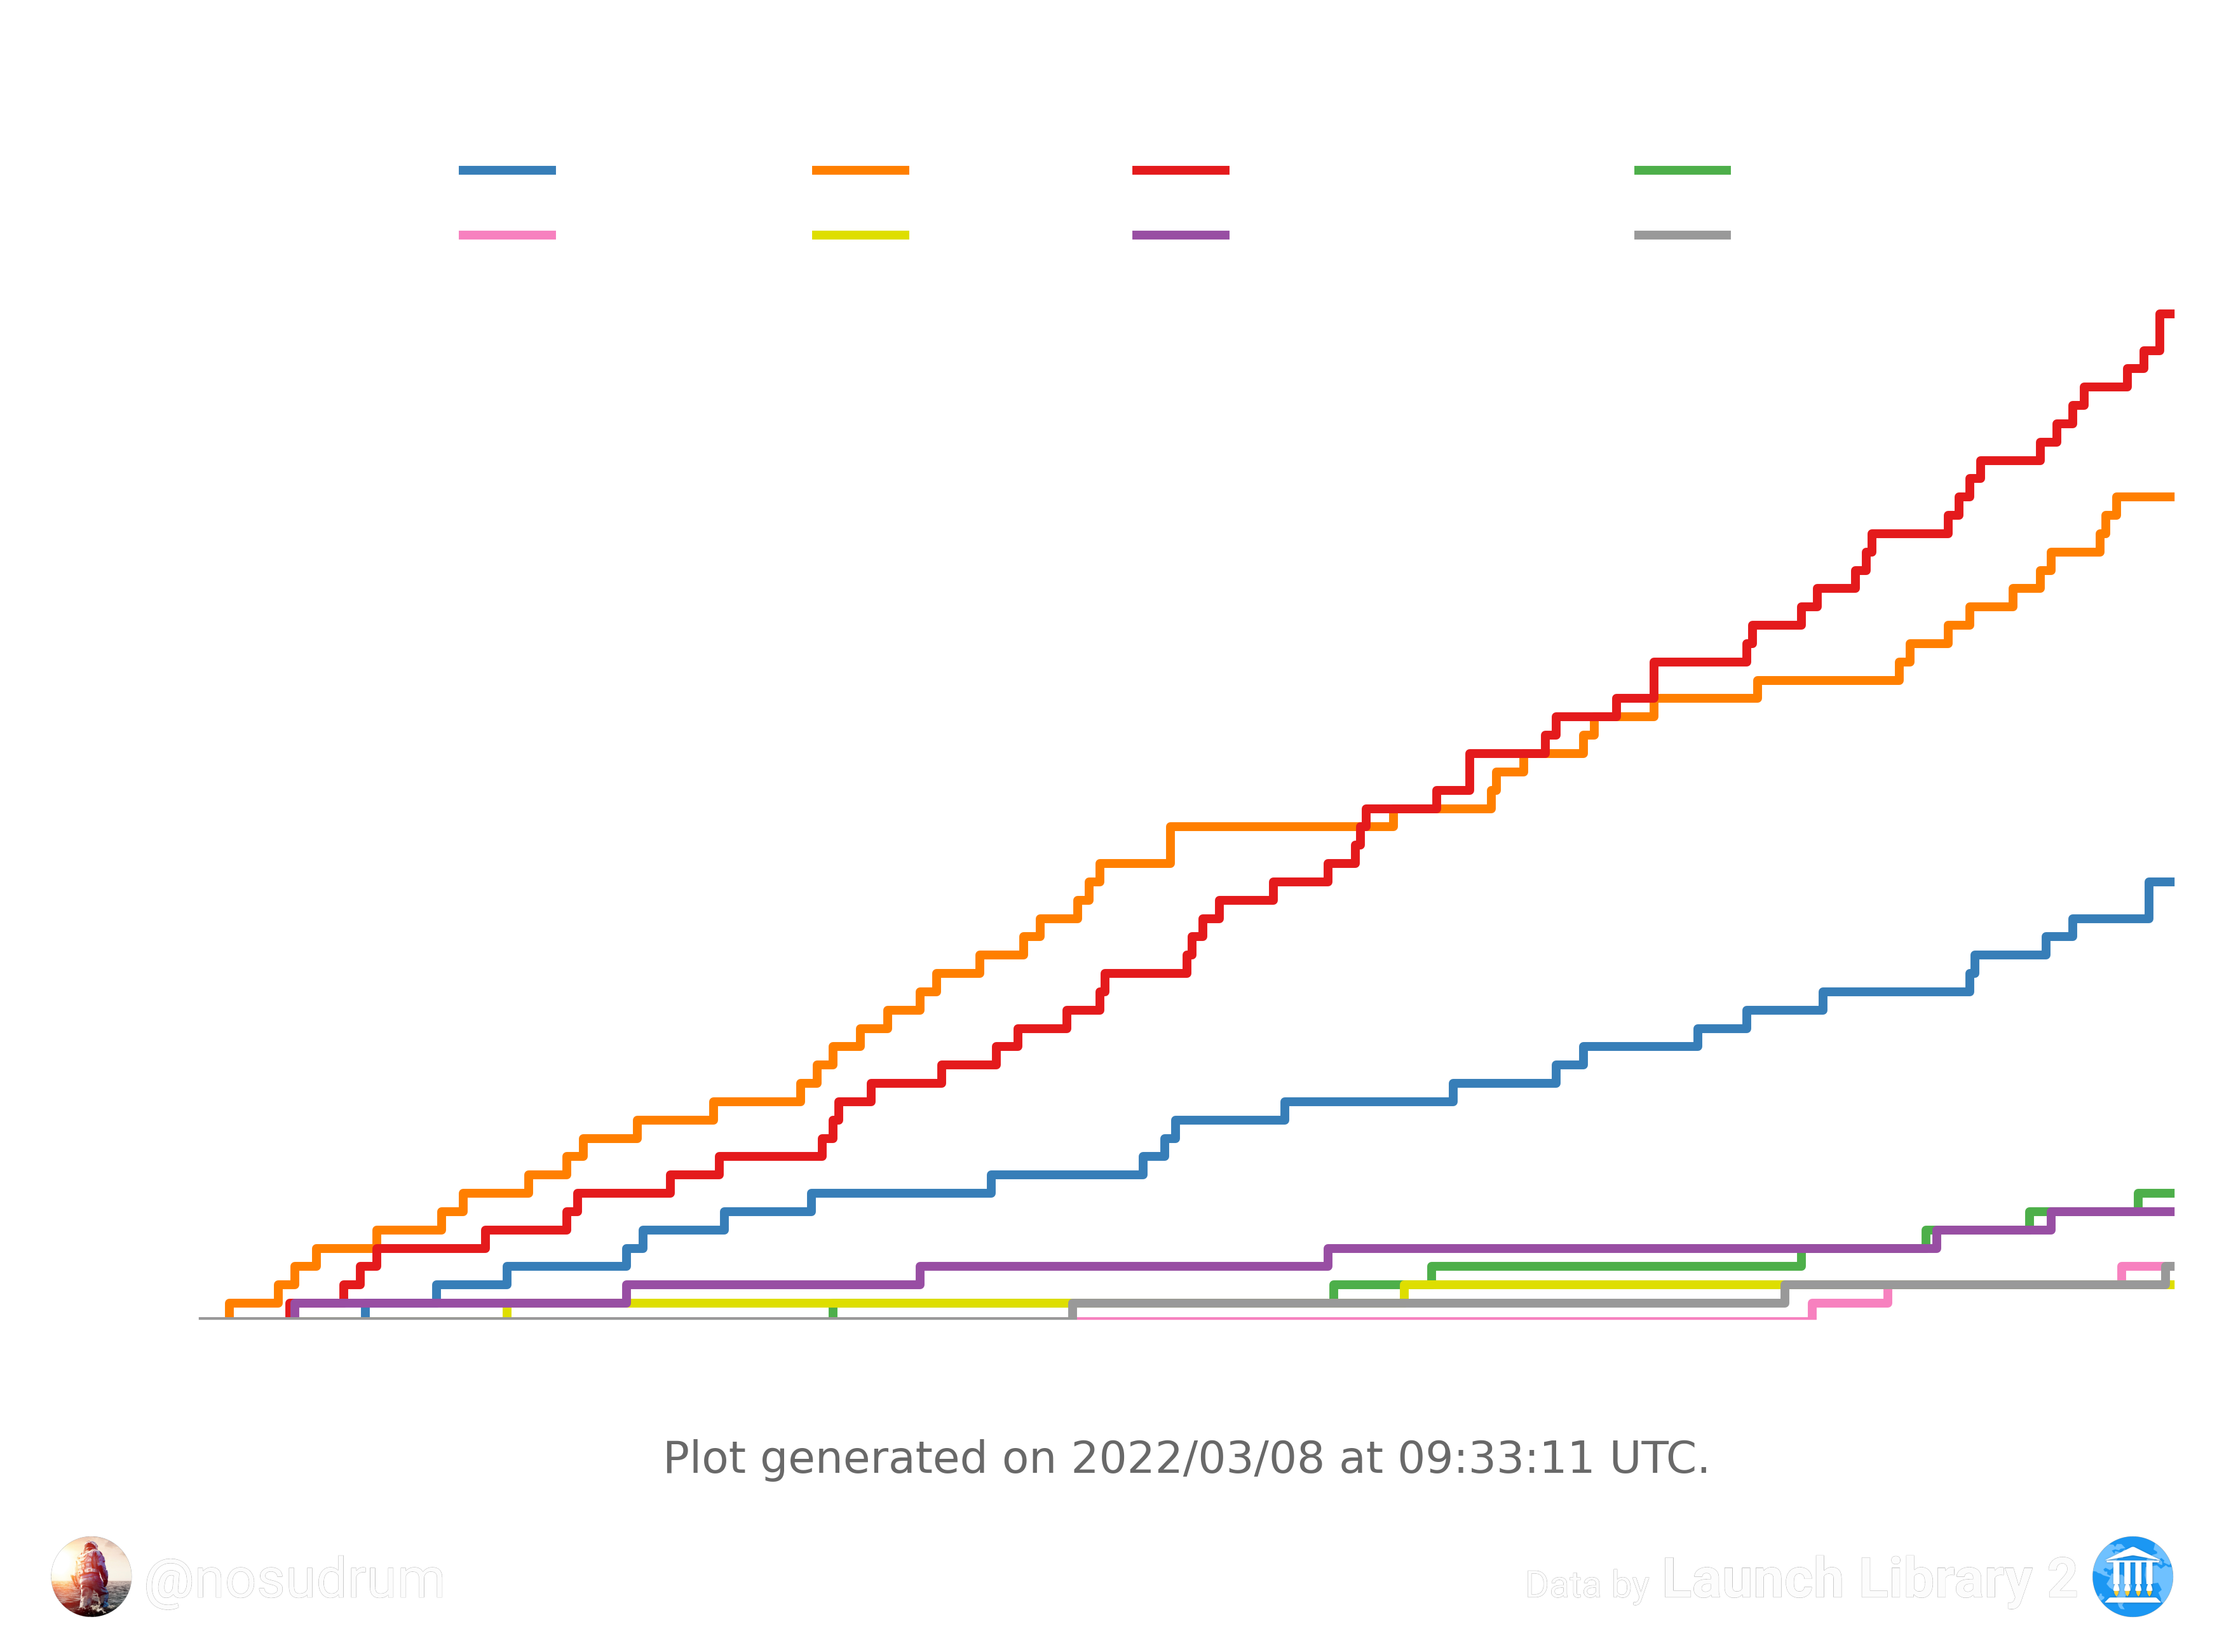 Plot generated on 2022/03/08 at 09:33:11 UTC.
@nosudrum
Data by Launch Library 2